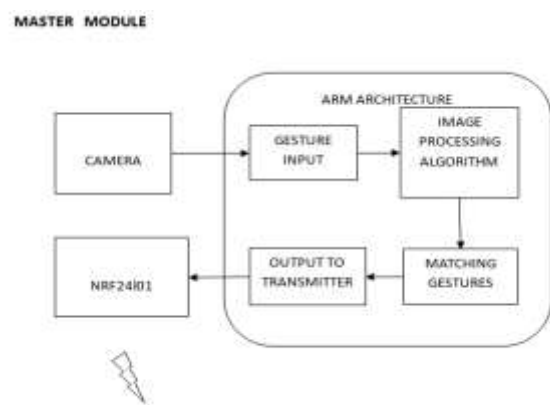 MASTER MODULE
ARM ARCHITECTURE
CAMERA
GESTURE
INPUT
IMAGE
PROCESSING
ALGORITHM
MATCHING
GESTURES
OUTPUT TO
TRANSMITTER
NRF24l01